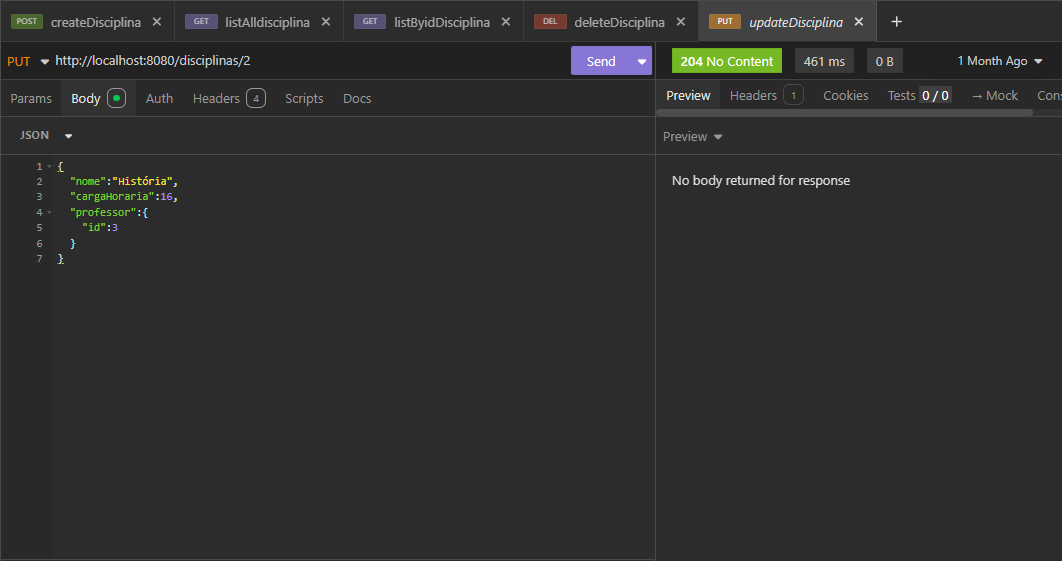 POST createDisciplina GET listAlldisciplina GET listByidDisciplina DEL deleteDisciplina PUT updateDisciplina
PUT http://localhost:8080/disciplinas/2 Send 204 No Content 461 ms 0 B 1 Month Ago
Params Body Auth Headers 4 Scripts Docs Preview Headers 1 Cookies Tests 0 / 0 → Mock Cons
JSON Preview
1 {
2 "nome":"História",
3 "cargaHoraria":16,
4 "professor":{
5 "id":3
6 }
7 }
No body returned for response